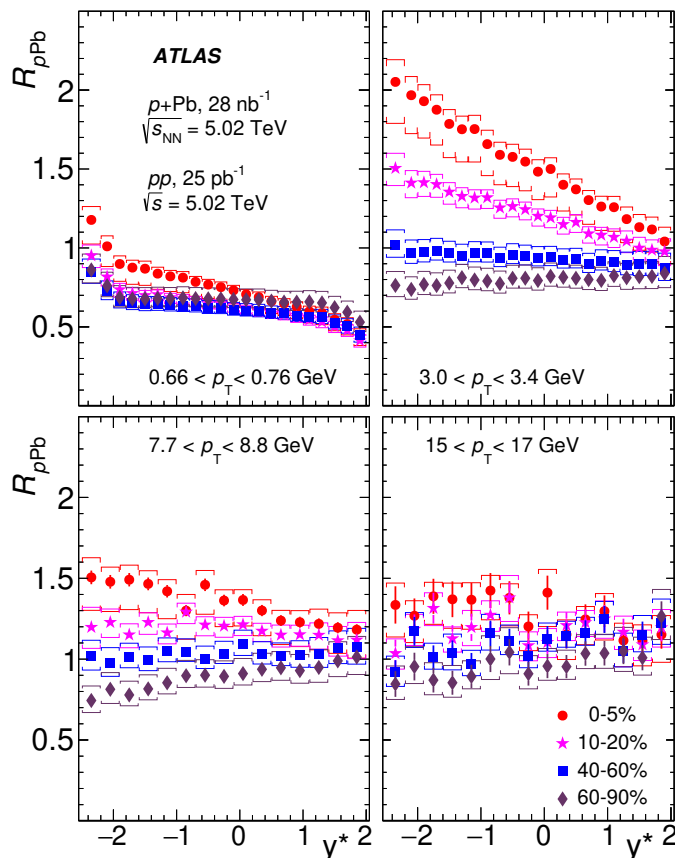 R_pPb
2
1.5
1
0.5
ATLAS
p+Pb, 28 nb⁻¹
√s_NN = 5.02 TeV
pp, 25 pb⁻¹
√s = 5.02 TeV
0.66 < p_T < 0.76 GeV
3.0 < p_T < 3.4 GeV
R_pPb
2
1.5
1
0.5
7.7 < p_T < 8.8 GeV
15 < p_T < 17 GeV
0-5%
10-20%
40-60%
60-90%
−2 −1 0 1 2
y*
−2 −1 0 1 2
y*